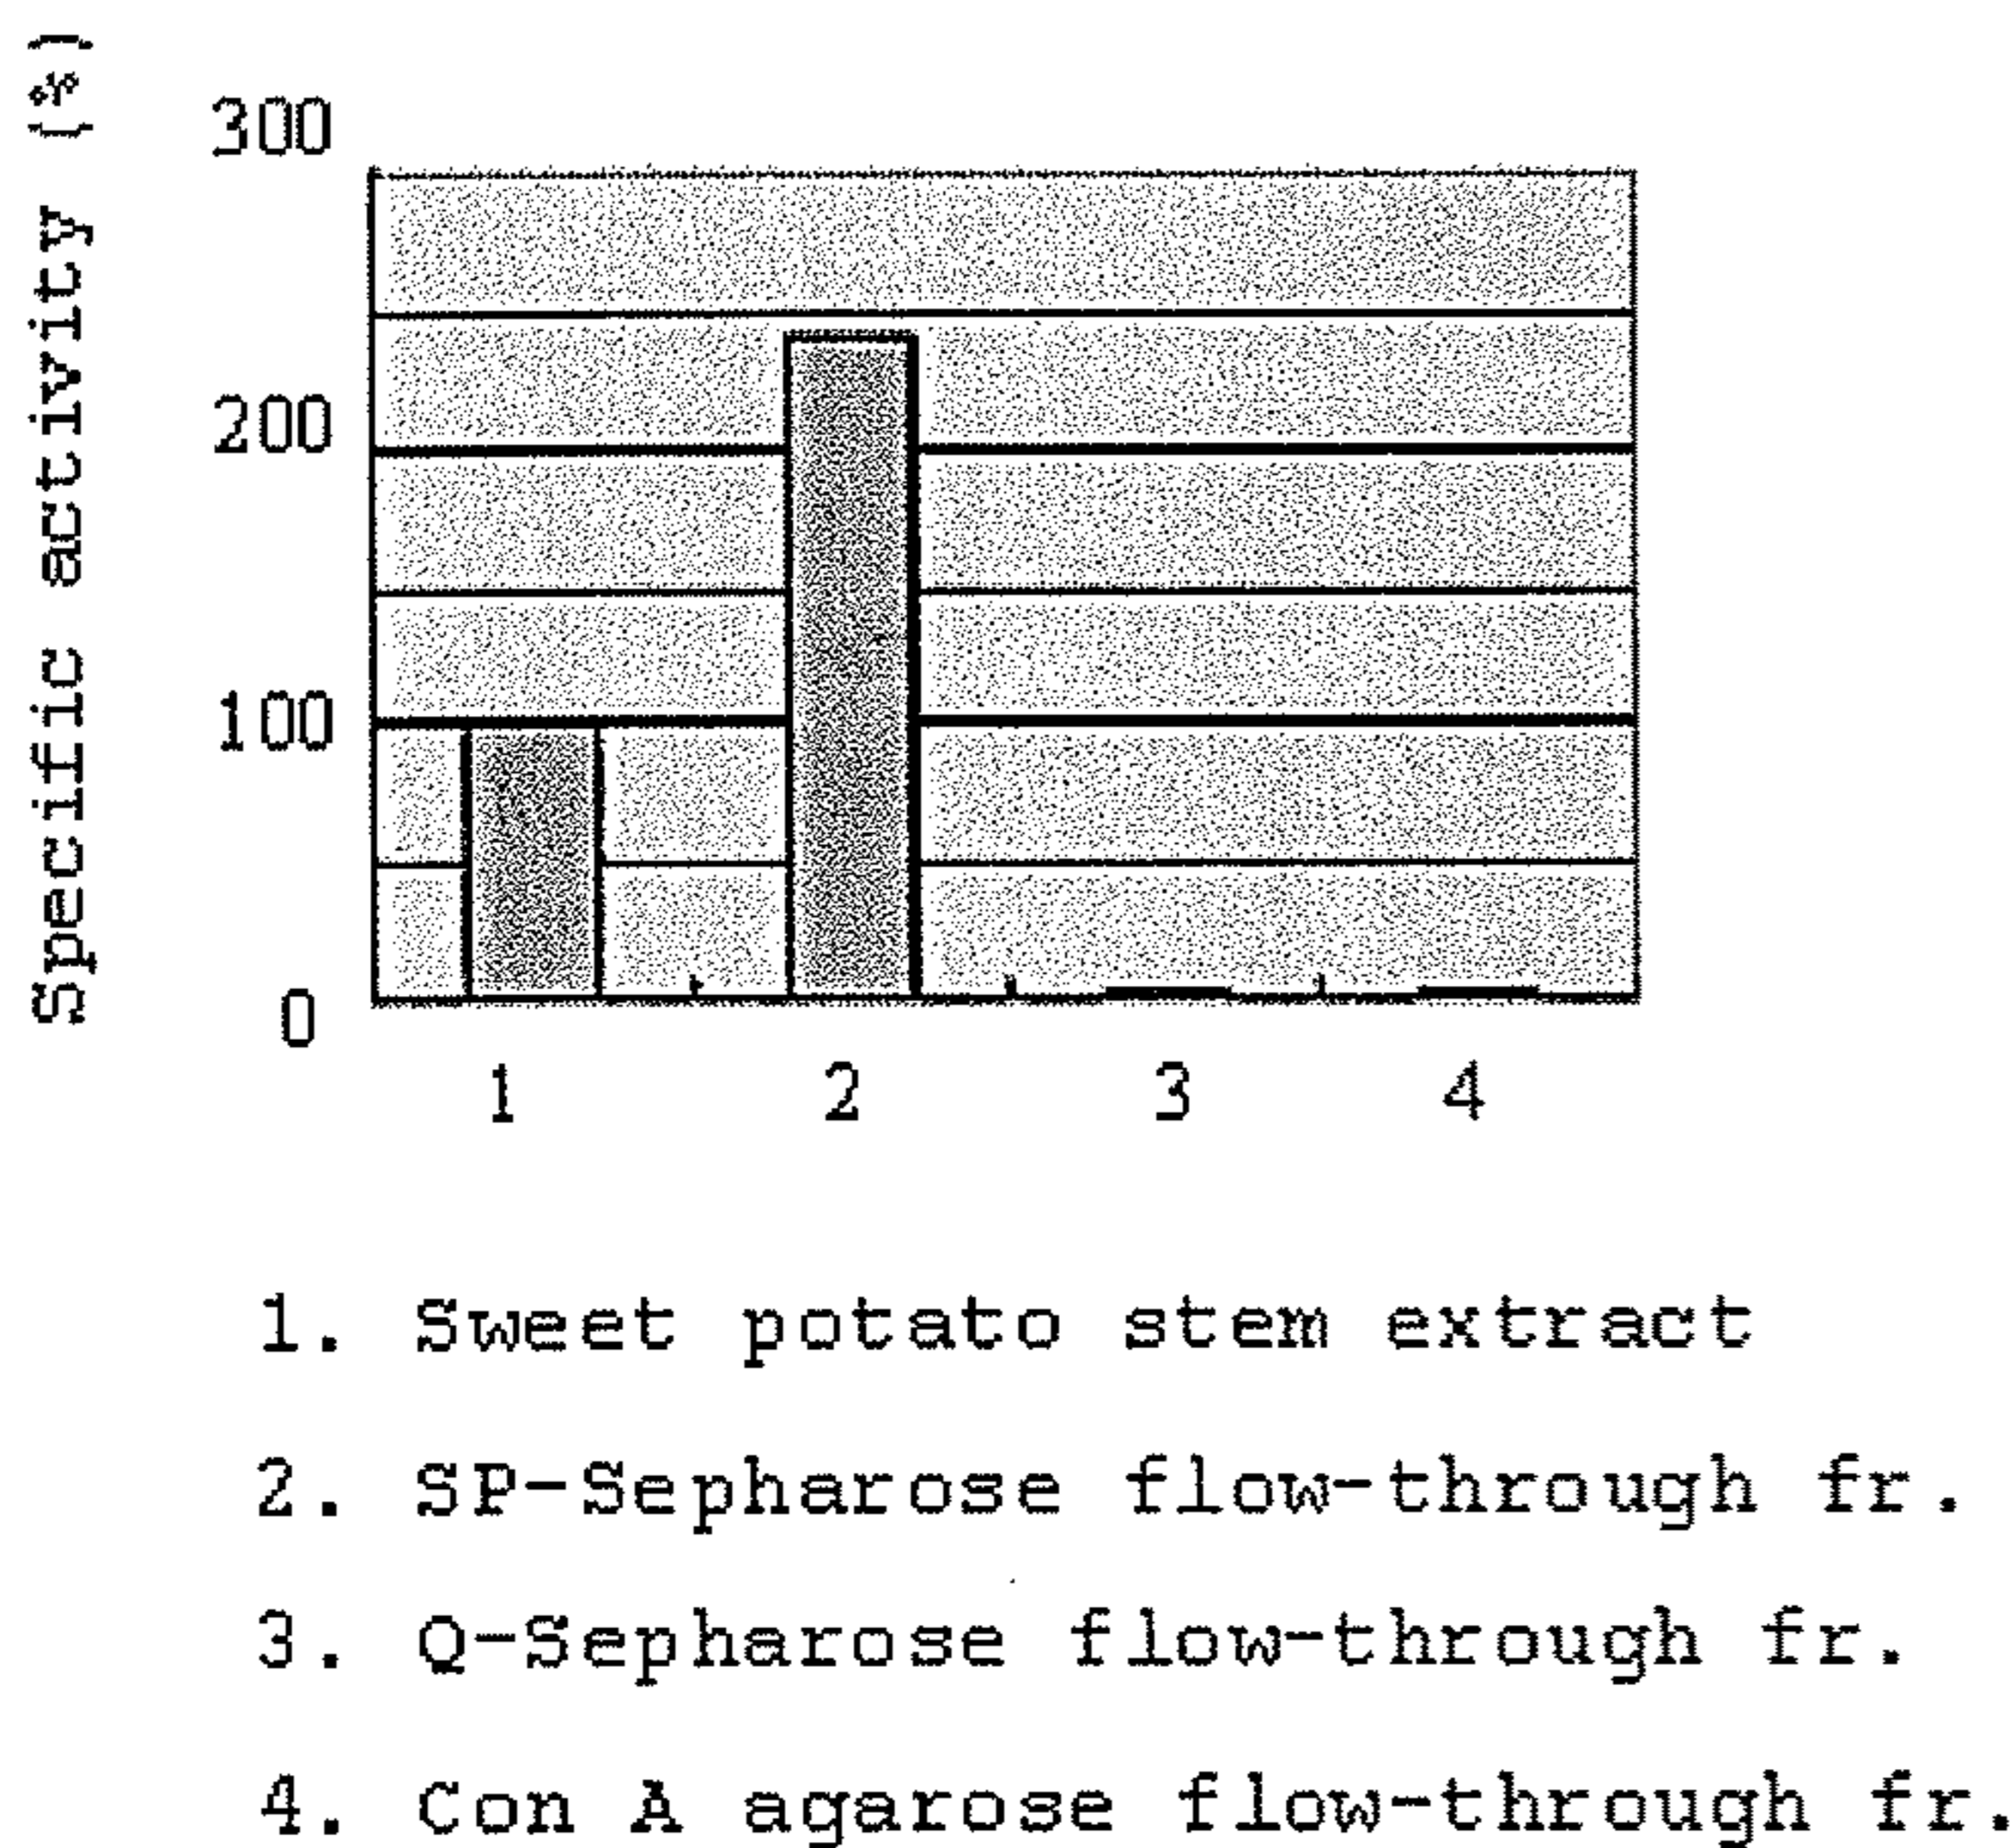 Specific activity (%)
300
200
100
0
1 2 3 4
1. Sweet potato stem extract
2. SP-Sepharose flow-through fr.
3. Q-Sepharose flow-through fr.
4. Con A agarose flow-through fr.